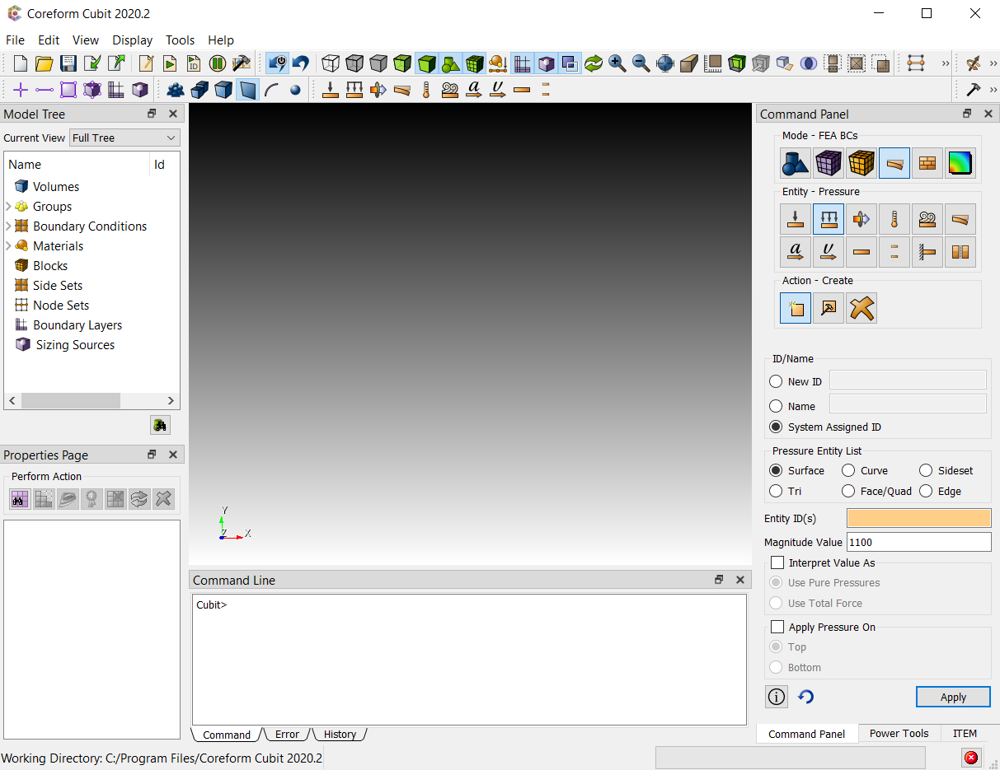 Coreform Cubit 2020.2
File Edit View Display Tools Help
Model Tree
Current View Full Tree
Name Id
Volumes
Groups
Boundary Conditions
Materials
Blocks
Side Sets
Node Sets
Boundary Layers
Sizing Sources
Properties Page
Perform Action
Y
Z X
Command Line
Cubit>
Command Error History
Working Directory: C:/Program Files/Coreform Cubit 2020.2
Command Panel
Mode - FEA BCs
Entity - Pressure
a v
Action - Create
ID/Name
New ID
Name
System Assigned ID
Pressure Entity List
Surface Curve Sideset
Tri Face/Quad Edge
Entity ID(s)
Magnitude Value 1100
Interpret Value As
Use Pure Pressures
Use Total Force
Apply Pressure On
Top
Bottom
Apply
Command Panel Power Tools ITEM